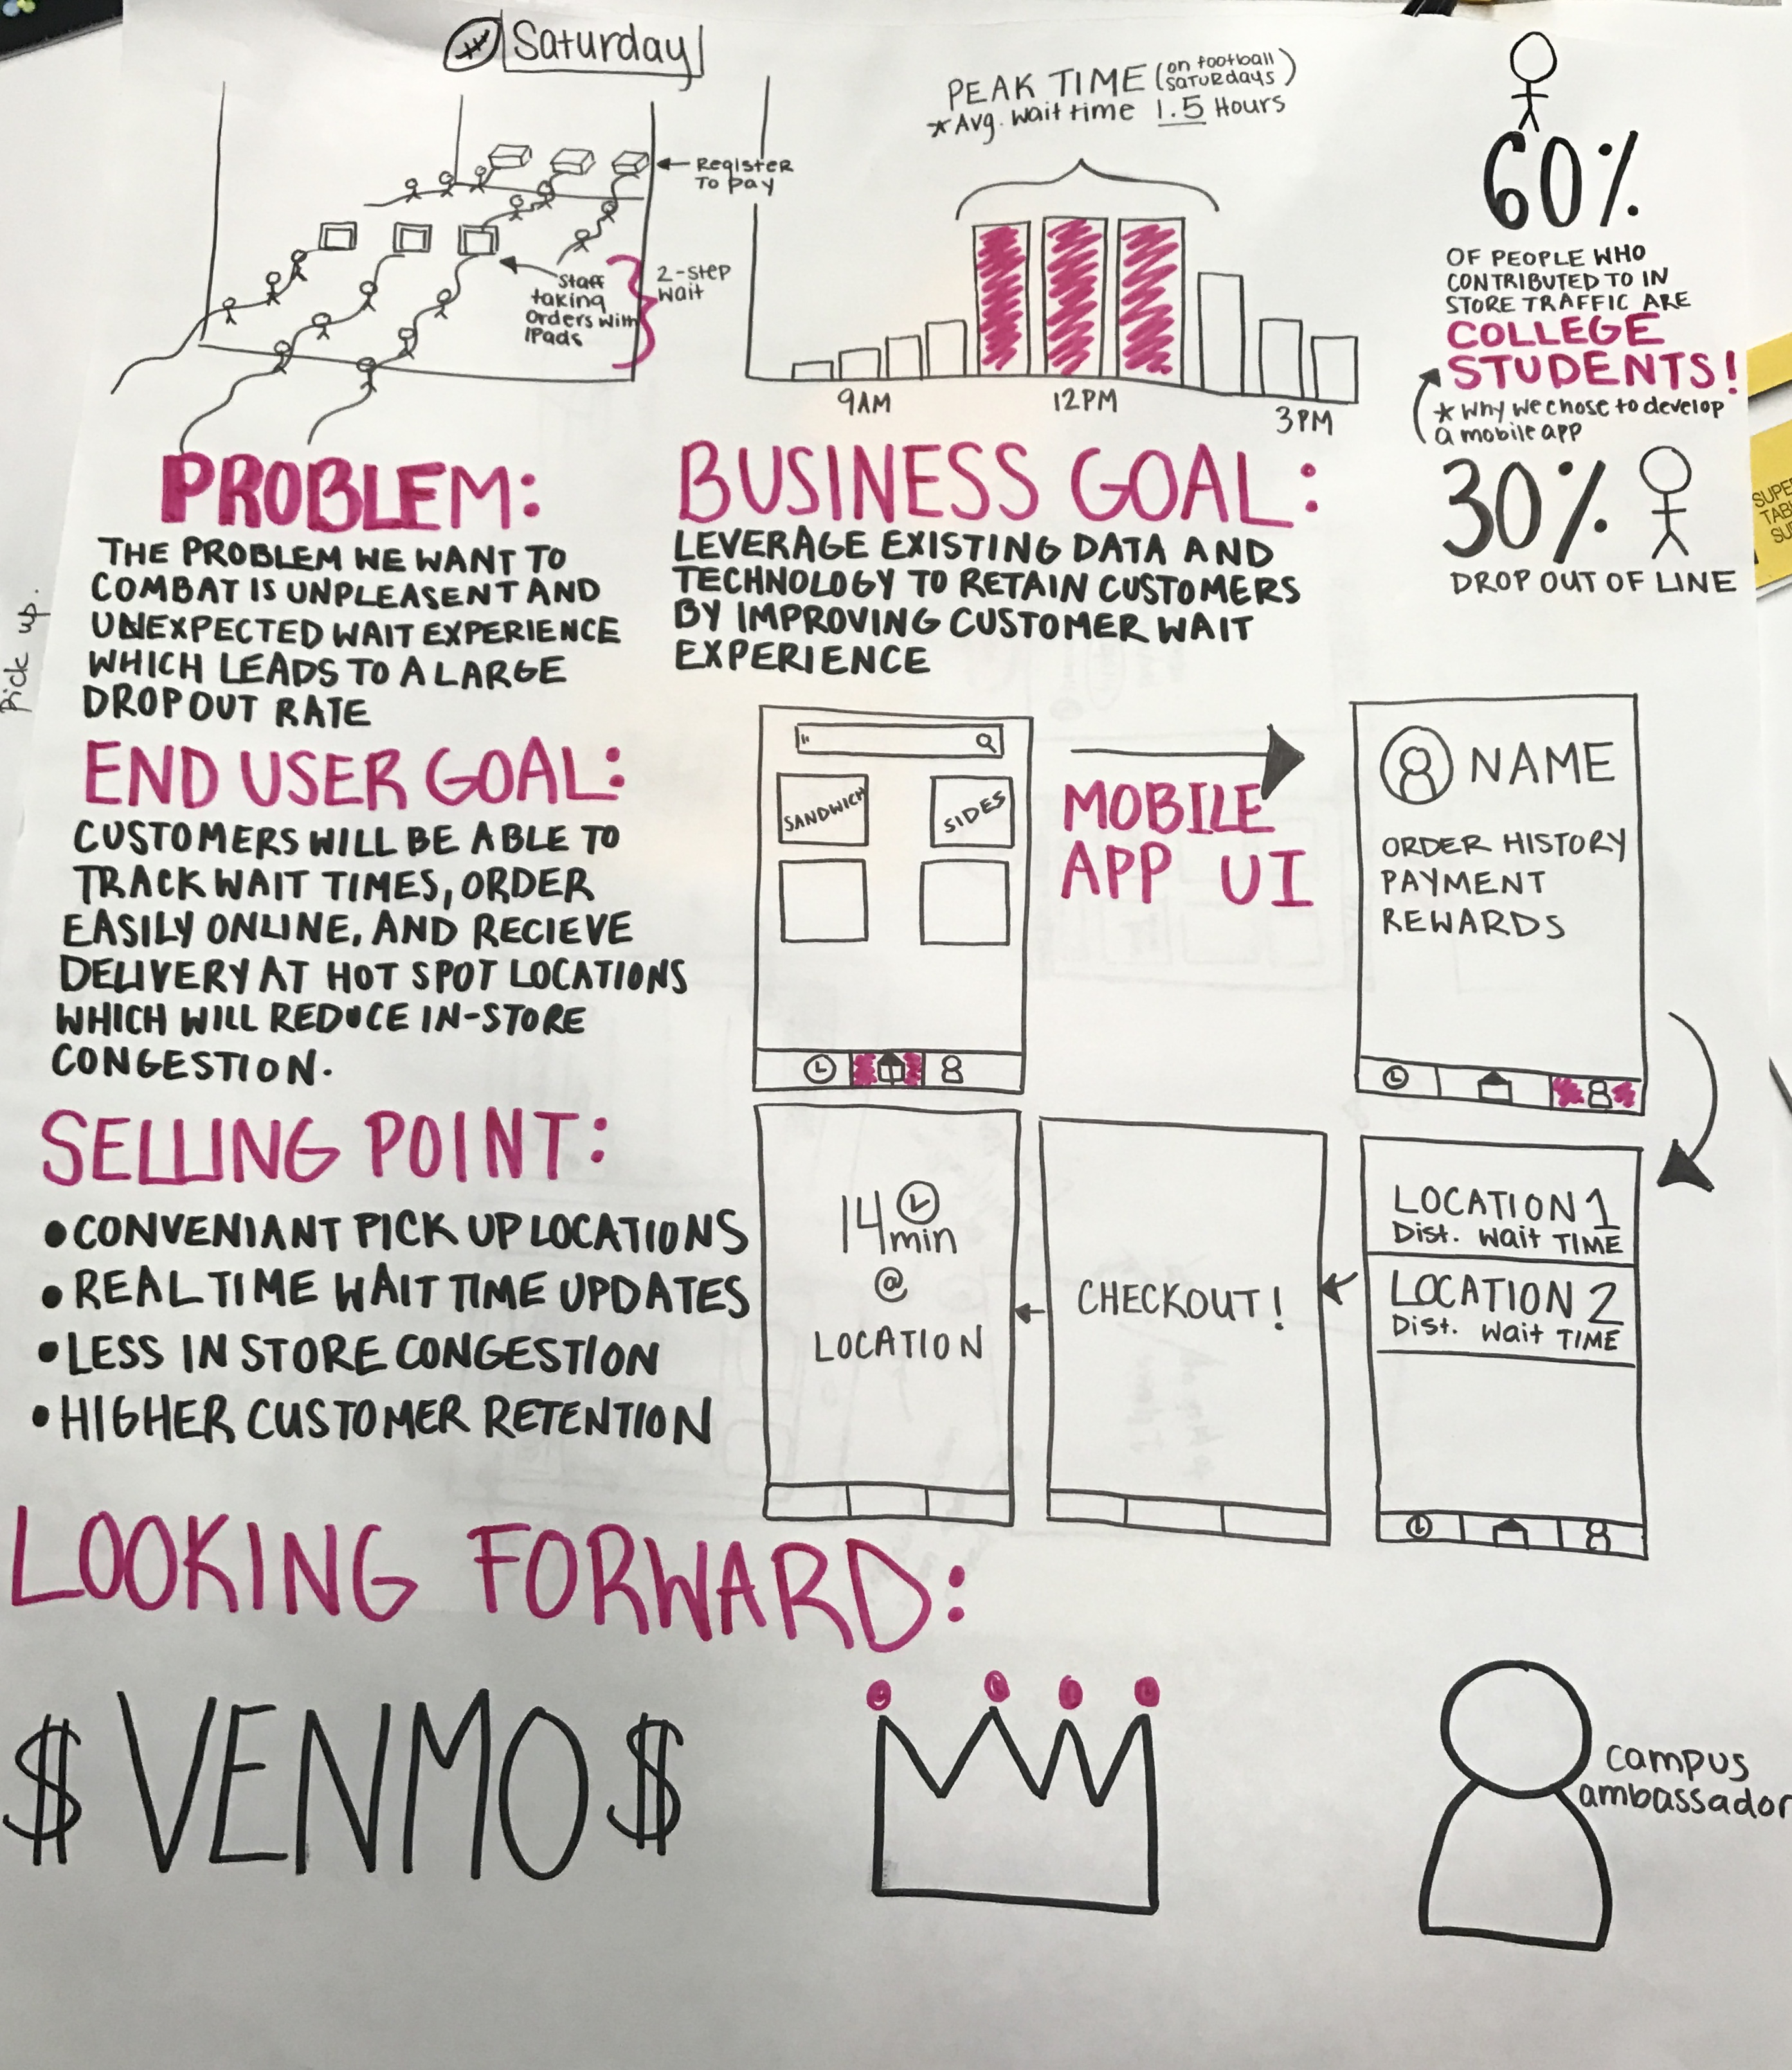 Saturday
Register
To pay
2-step
wait
Staff
taking
Orders with
IPads
PEAK TIME (on football
SATURdays)
*Avg. wait time 1.5 Hours
9AM
12PM
3PM
60%
OF PEOPLE WHO
CONTRIBUTED TO IN
STORE TRAFFIC ARE
COLLEGE
STUDENTS!
* Why we chose to develop
a mobile app
30%
DROP OUT OF LINE
SUPE
TAB
SU
Pick up.
PROBLEM:
THE PROBLEM WE WANT TO
COMBAT IS UNPLEASENT AND
UNEXPECTED WAIT EXPERIENCE
WHICH LEADS TO A LARGE
DROPOUT RATE
BUSINESS GOAL:
LEVERAGE EXISTING DATA AND
TECHNOLOGY TO RETAIN CUSTOMERS
BY IMPROVING CUSTOMER WAIT
EXPERIENCE
END USER GOAL:
CUSTOMERS WILL BE ABLE TO
TRACK WAIT TIMES, ORDER
EASILY ONLINE, AND RECIEVE
DELIVERY AT HOT SPOT LOCATIONS
WHICH WILL REDUCE IN-STORE
CONGESTION.
SANDWICH
SIDES
MOBILE
APP UI
NAME
ORDER HISTORY
PAYMENT
REWARDS
SELLING POINT:
• CONVENIANT PICK UP LOCATIONS
• REAL TIME WAIT TIME UPDATES
• LESS IN STORE CONGESTION
• HIGHER CUSTOMER RETENTION
14 min
@
LOCATION
CHECKOUT!
LOCATION 1
Dist. Wait TIME
LOCATION 2
Dist. Wait TIME
LOOKING FORWARD:
$ VENMO $
campus
ambassador